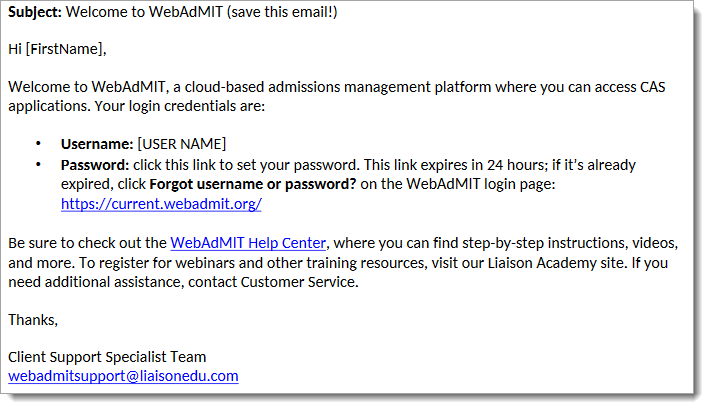 Subject: Welcome to WebAdMIT (save this email!)
Hi [FirstName],
Welcome to WebAdMIT, a cloud-based admissions management platform where you can access CAS
applications. Your login credentials are:
• Username: [USER NAME]
• Password: click this link to set your password. This link expires in 24 hours; if it's already
expired, click Forgot username or password? on the WebAdMIT login page:
https://current.webadmit.org/
Be sure to check out the WebAdMIT Help Center, where you can find step-by-step instructions, videos,
and more. To register for webinars and other training resources, visit our Liaison Academy site. If you
need additional assistance, contact Customer Service.
Thanks,
Client Support Specialist Team
webadmitsupport@liaisonedu.com